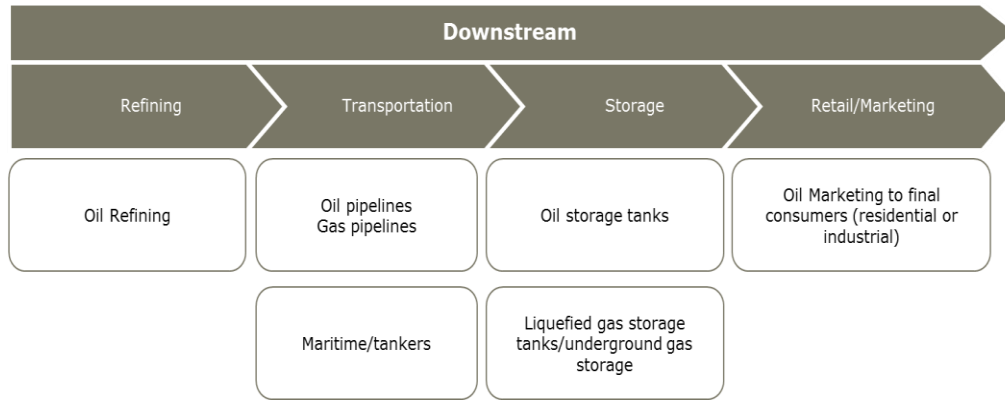 Downstream
Refining
Transportation
Storage
Retail/Marketing
Oil Refining
Oil pipelines
Gas pipelines
Oil storage tanks
Oil Marketing to final
consumers (residential or
industrial)
Maritime/tankers
Liquefied gas storage
tanks/underground gas
storage